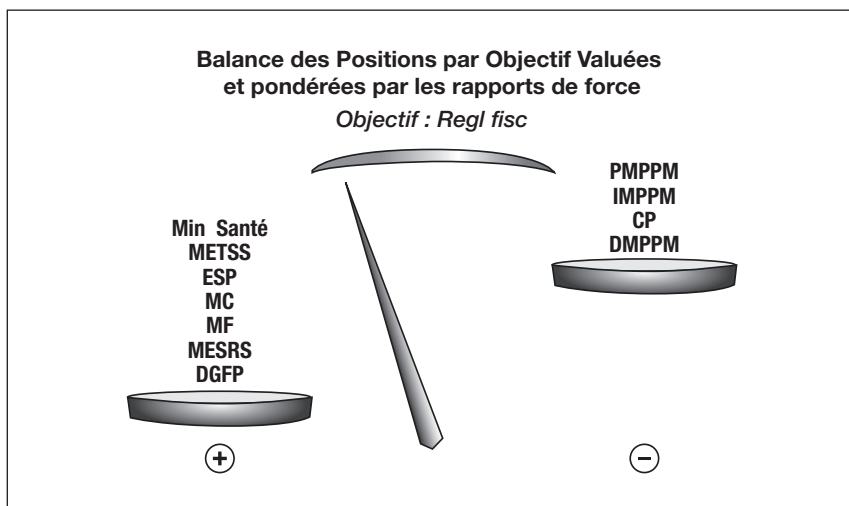 Balance des Positions par Objectif Valuées
et pondérées par les rapports de force
Objectif : Regl fisc
Min Santé
METSS
ESP
MC
MF
MESRS
DGFP
+
PMPPM
IMPPM
CP
DMPPM
−